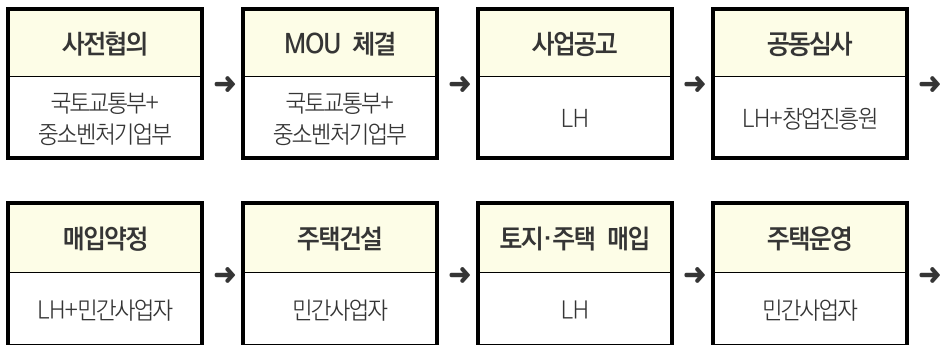 사전협의
국토교통부+
중소벤처기업부
➜
MOU 체결
국토교통부+
중소벤처기업부
➜
사업공고
LH
➜
공동심사
LH+창업진흥원
➜
매입약정
LH+민간사업자
➜
주택건설
민간사업자
➜
토지·주택 매입
LH
➜
주택운영
민간사업자
➜